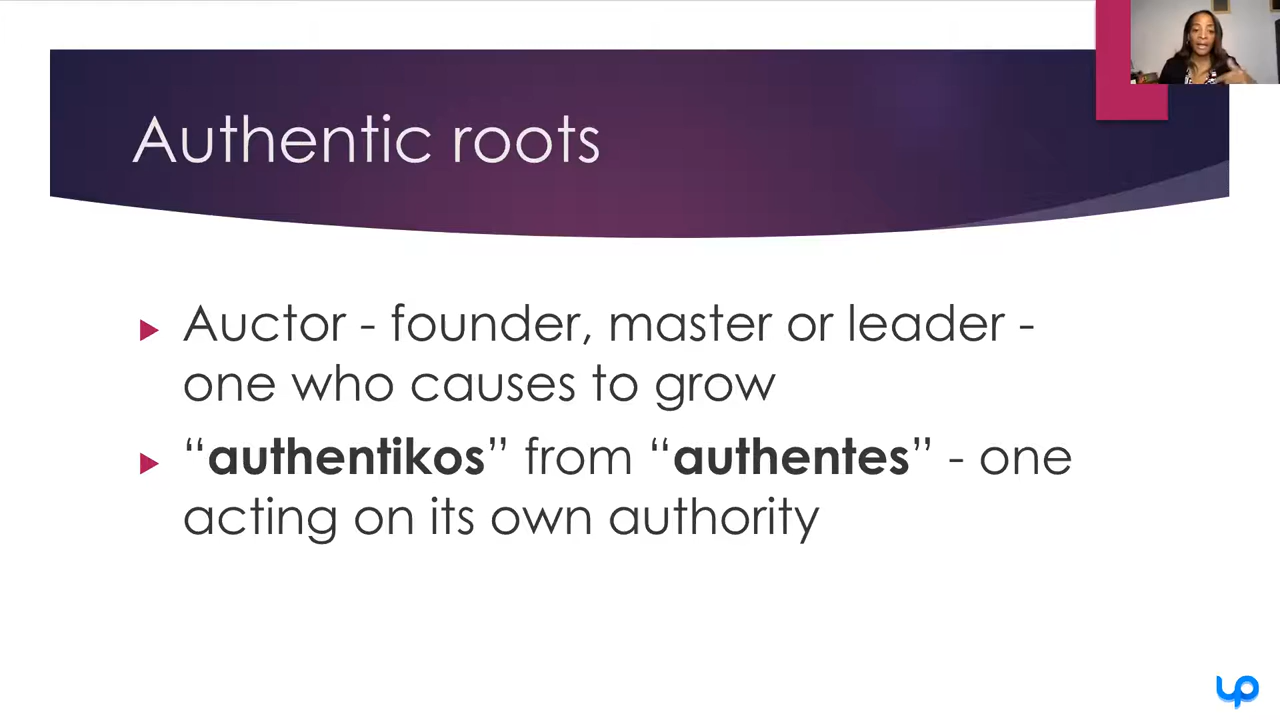 Authentic roots
Auctor - founder, master or leader -
one who causes to grow
“authentikos” from “authentes” - one
acting on its own authority
up